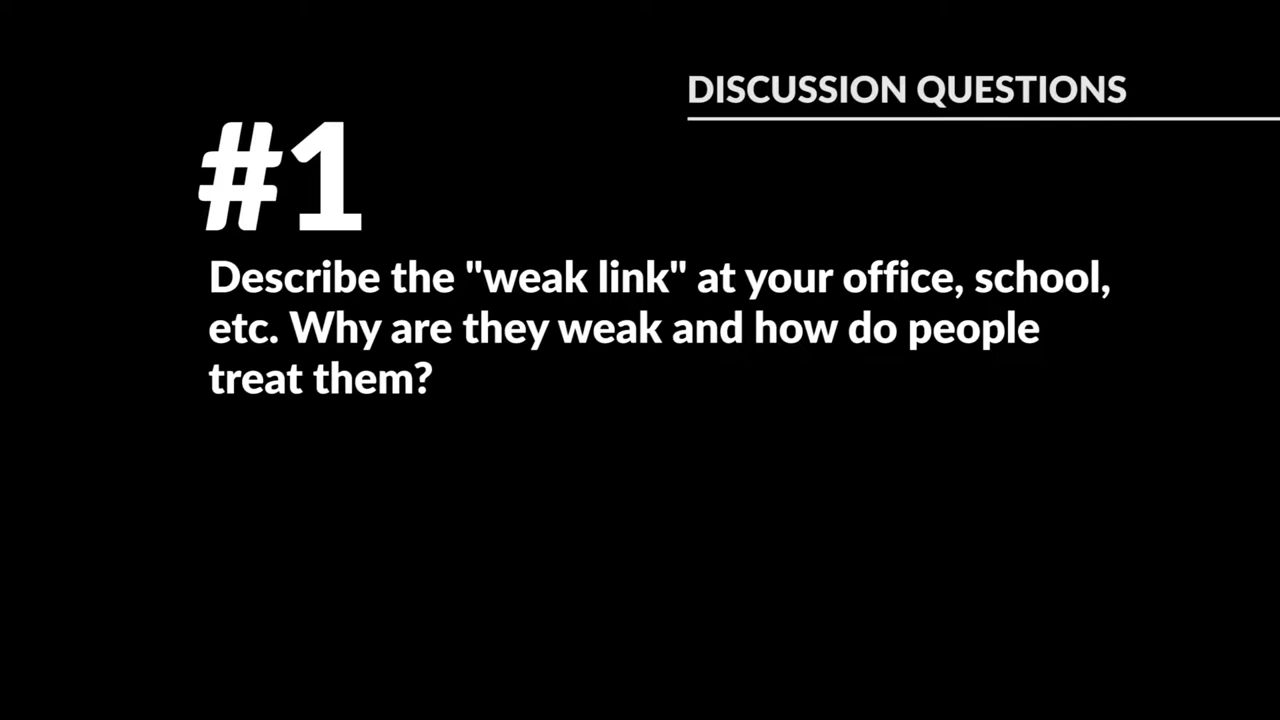 DISCUSSION QUESTIONS
#1
Describe the "weak link" at your office, school,
etc. Why are they weak and how do people
treat them?